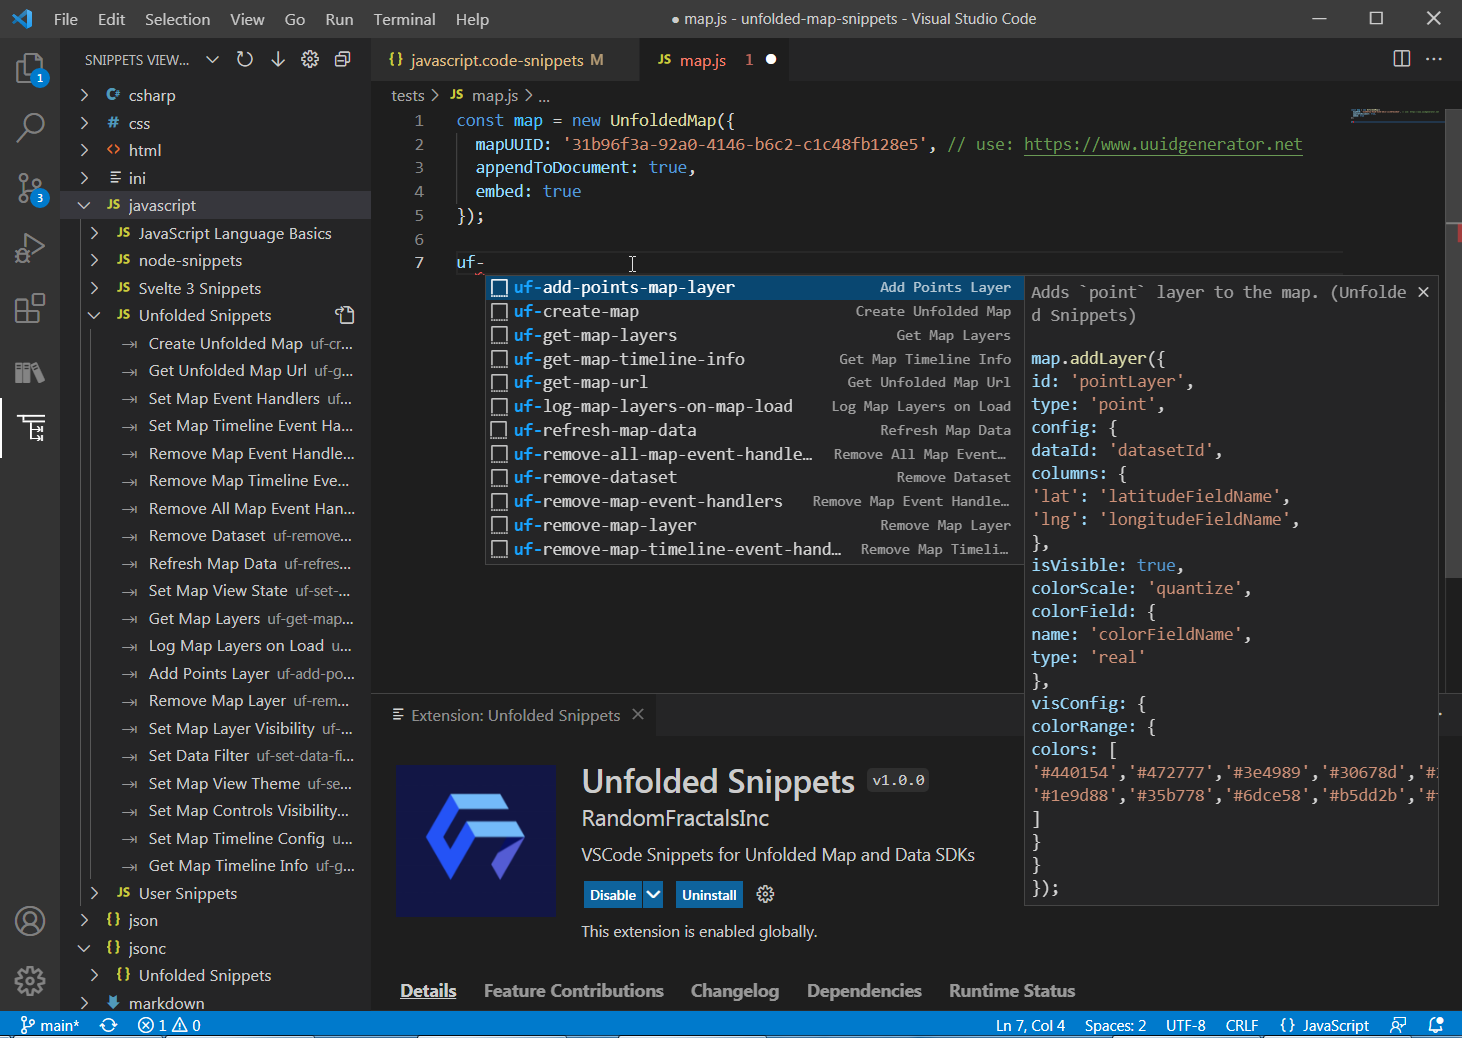 File Edit Selection View Go Run Terminal Help
● map.js - unfolded-map-snippets - Visual Studio Code
SNIPPETS VIEW...
1
3
csharp
css
html
ini
javascript
JavaScript Language Basics
node-snippets
Svelte 3 Snippets
Unfolded Snippets
Create Unfolded Map uf-cr...
Get Unfolded Map Url uf-g...
Set Map Event Handlers uf...
Set Map Timeline Event Ha...
Remove Map Event Handle...
Remove Map Timeline Eve...
Remove All Map Event Han...
Remove Dataset uf-remove...
Refresh Map Data uf-refres...
Set Map View State uf-set-...
Get Map Layers uf-get-map...
Log Map Layers on Load u...
Add Points Layer uf-add-po...
Remove Map Layer uf-rem...
Set Map Layer Visibility uf-...
Set Data Filter uf-set-data-fi...
Set Map View Theme uf-se...
Set Map Controls Visibility...
Set Map Timeline Config u...
Get Map Timeline Info uf-g...
User Snippets
json
jsonc
Unfolded Snippets
markdown
{} javascript.code-snippets M
JS map.js 1 ●
tests > JS map.js > ...
1 const map = new UnfoldedMap({
2 mapUUID: '31b96f3a-92a0-4146-b6c2-c1c48fb128e5', // use: https://www.uuidgenerator.net
3 appendToDocument: true,
4 embed: true
5 });
6
7 uf-
uf-add-points-map-layer Add Points Layer
uf-create-map Create Unfolded Map
uf-get-map-layers Get Map Layers
uf-get-map-timeline-info Get Map Timeline Info
uf-get-map-url Get Unfolded Map Url
uf-log-map-layers-on-map-load Log Map Layers on Load
uf-refresh-map-data Refresh Map Data
uf-remove-all-map-event-handle... Remove All Map Event...
uf-remove-dataset Remove Dataset
uf-remove-map-event-handlers Remove Map Event Handle...
uf-remove-map-layer Remove Map Layer
uf-remove-map-timeline-event-hand... Remove Map Timeli...
Adds `point` layer to the map. (Unfolde
d Snippets)
map.addLayer({
id: 'pointLayer',
type: 'point',
config: {
dataId: 'datasetId',
columns: {
'lat': 'latitudeFieldName',
'lng': 'longitudeFieldName',
},
isVisible: true,
colorScale: 'quantize',
colorField: {
name: 'colorFieldName',
type: 'real'
},
visConfig: {
colorRange: {
colors: [
'#440154','#472777','#3e4989','#30678d','#
'#1e9d88','#35b778','#6dce58','#b5dd2b','#
]
}
}
});
Extension: Unfolded Snippets
Unfolded Snippets v1.0.0
RandomFractalsInc
VSCode Snippets for Unfolded Map and Data SDKs
Disable Uninstall
This extension is enabled globally.
Details Feature Contributions Changelog Dependencies Runtime Status
main* 1 0
Ln 7, Col 4 Spaces: 2 UTF-8 CRLF {} JavaScript